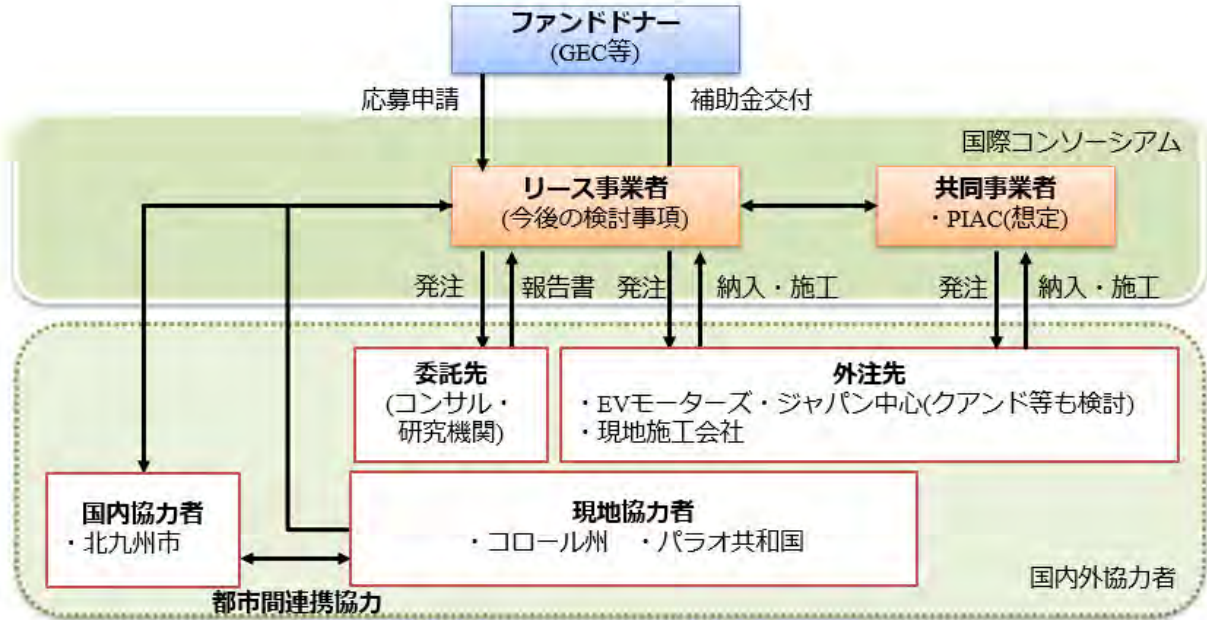 ファンドドナー
(GEC等)
応募申請
補助金交付
国際コンソーシアム
リース事業者
(今後の検討事項)
共同事業者
・PIAC(想定)
発注
報告書
発注
納入・施工
発注
納入・施工
委託先
(コンサル・
研究機関)
外注先
・EVモーターズ・ジャパン中心(クアンド等も検討)
・現地施工会社
国内協力者
・北九州市
現地協力者
・コロール州 ・パラオ共和国
都市間連携協力
国内外協力者